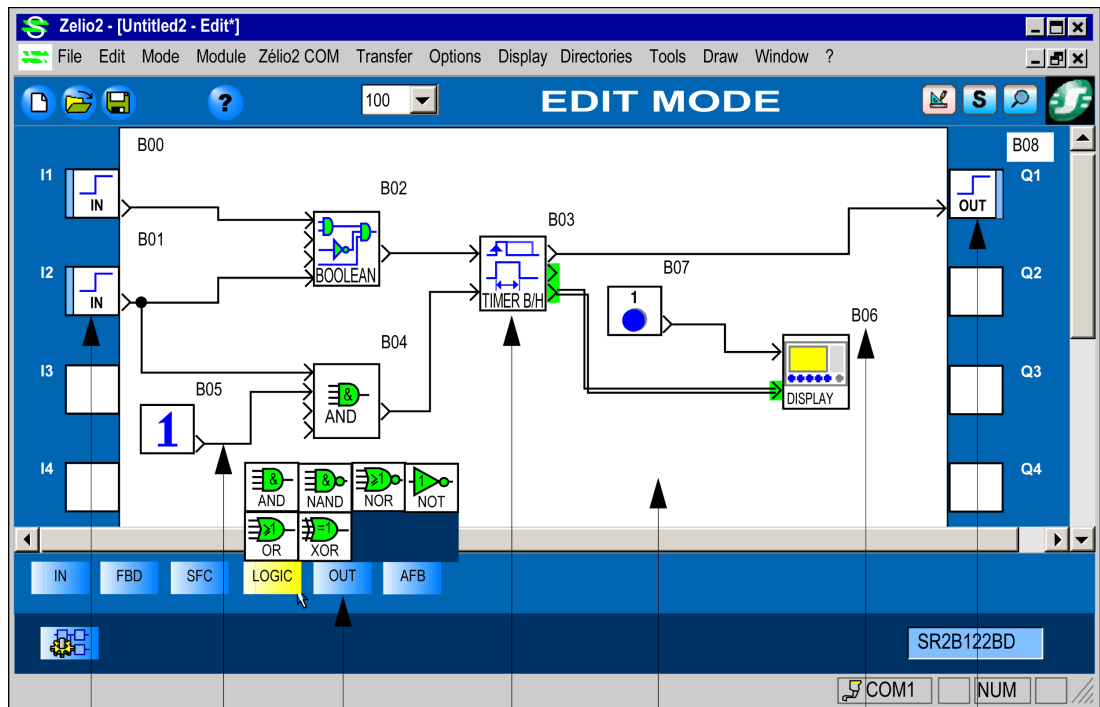 Zelio2 - [Untitled2 - Edit*]
File Edit Mode Module Zélio2 COM Transfer Options Display Directories Tools Draw Window ?
? 100 EDIT MODE S
B00 B08
I1 IN B02 OUT Q1
B01 BOOLEAN B03
I2 IN TIMER B/H B07 Q2
1 B06
I3 B04 Q3
B05 & AND DISPLAY
1
I4 Q4
& AND & NAND ≥1 NOR 1 NOT
≥1 OR =1 XOR
IN FBD SFC LOGIC OUT AFB
SR2B122BD
COM1 NUM